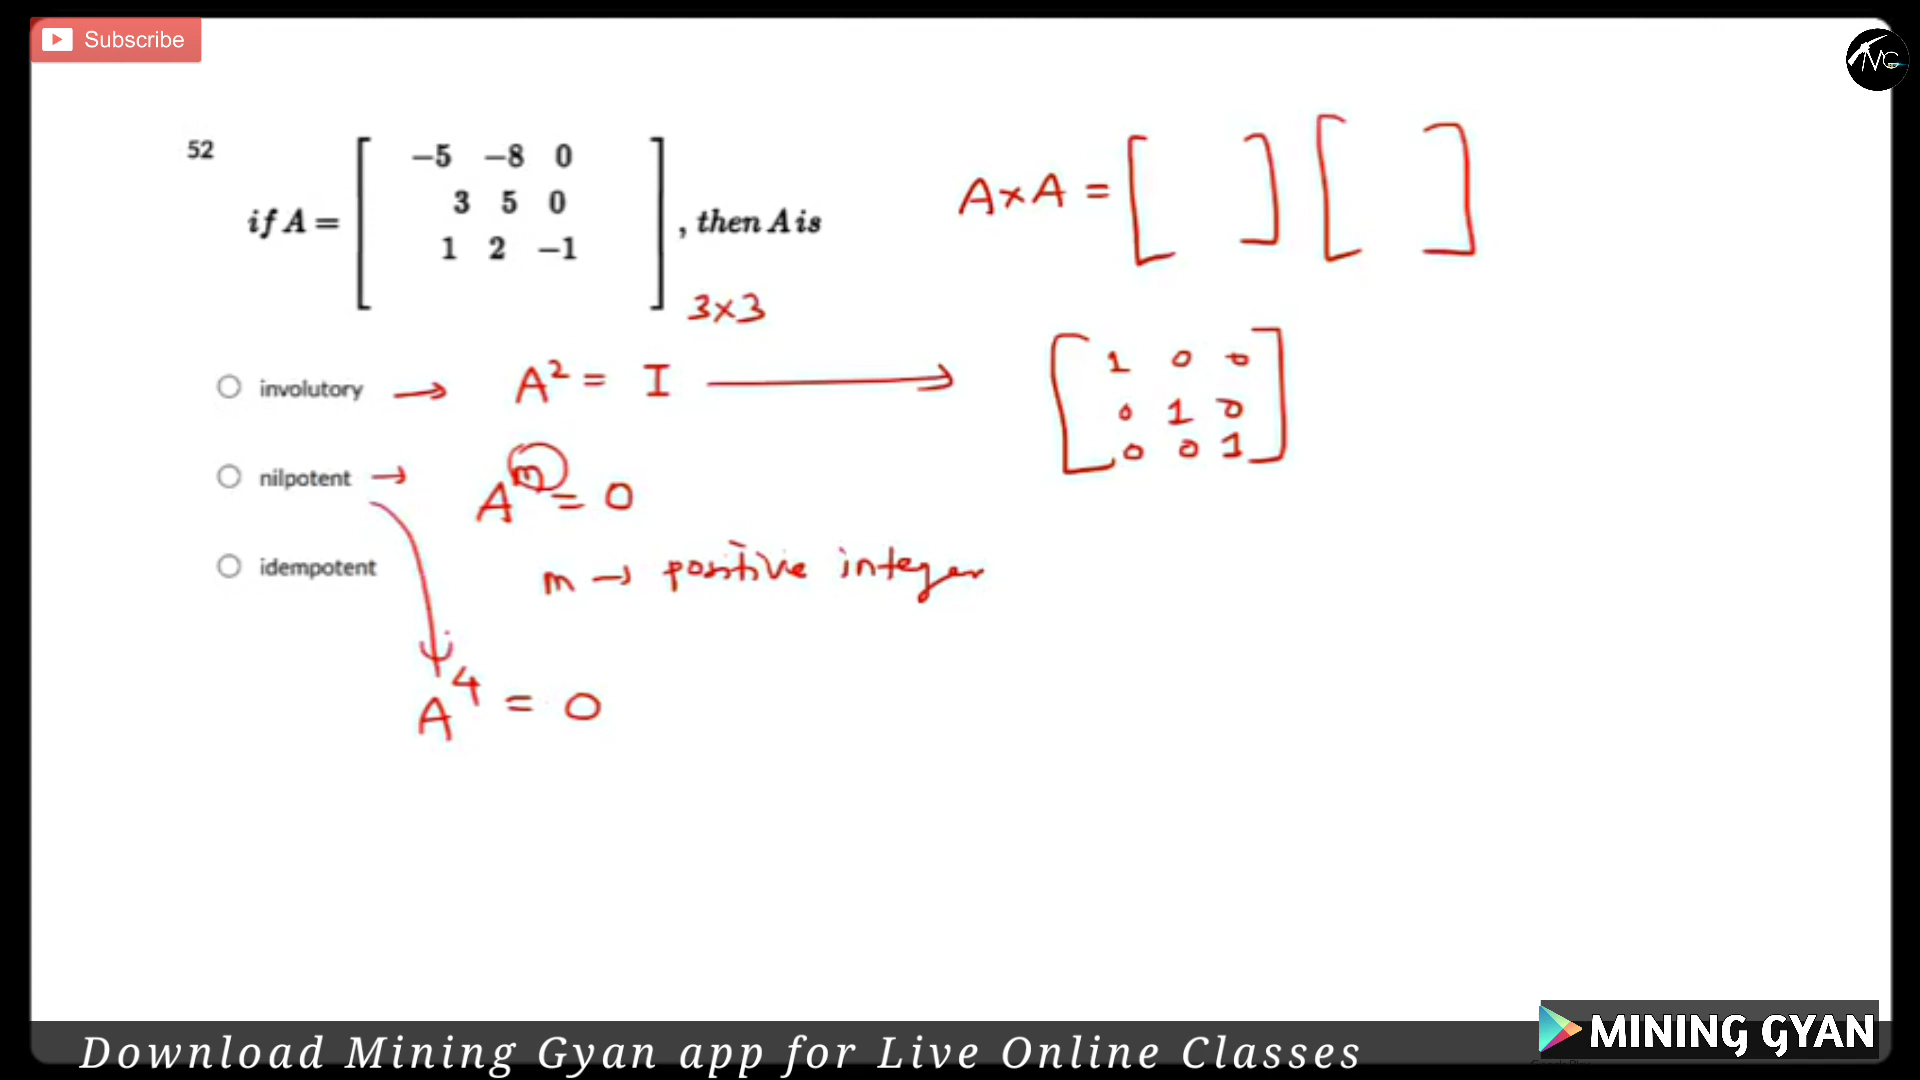 Subscribe
NG
52
if A = [ −5 −8 0
3 5 0
1 2 −1 ] , then A is
3×3
A×A = [ ] [ ]
involutory → A² = I →
[ 1 0 0
0 1 0
0 0 1 ]
nilpotent → A^m = 0
idempotent
m → positive integer
A⁴ = 0
Download Mining Gyan app for Live Online Classes
MINING GYAN